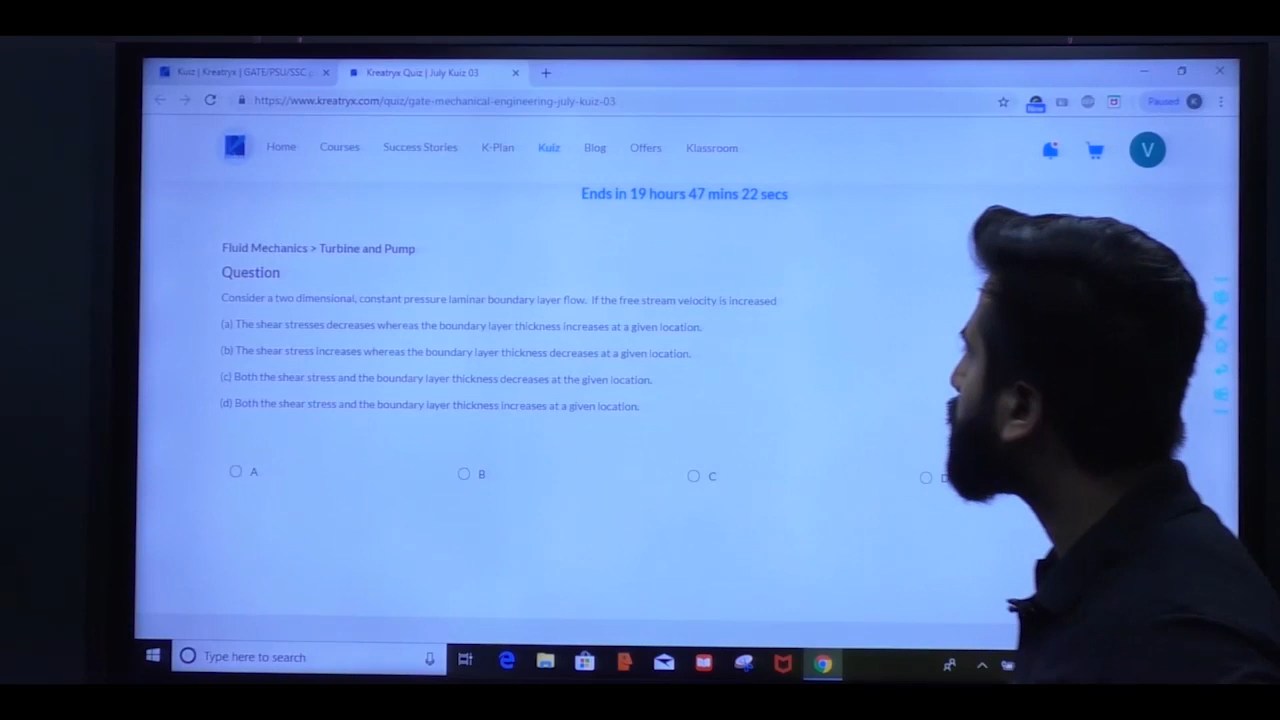 Kuiz | Kreatryx | GATE/PSU/SSC
Kreatryx Quiz | July Kuiz 03
https://www.kreatryx.com/quiz/gate-mechanical-engineering-july-kuiz-03
New
Paused
K
Home
Courses
Success Stories
K-Plan
Kuiz
Blog
Offers
Klassroom
V
Ends in 19 hours 47 mins 22 secs
Fluid Mechanics > Turbine and Pump
Question
Consider a two dimensional, constant pressure laminar boundary layer flow. If the free stream velocity is increased
(a) The shear stresses decreases whereas the boundary layer thickness increases at a given location.
(b) The shear stress increases whereas the boundary layer thickness decreases at a given location.
(c) Both the shear stress and the boundary layer thickness decreases at the given location.
(d) Both the shear stress and the boundary layer thickness increases at a given location.
A
B
C
D
Type here to search